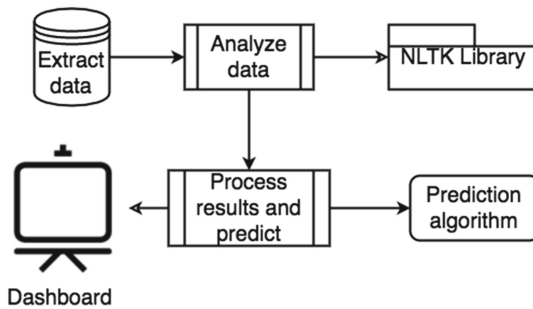 Extract
data
Analyze
data
NLTK Library
Process
results and
predict
Prediction
algorithm
Dashboard